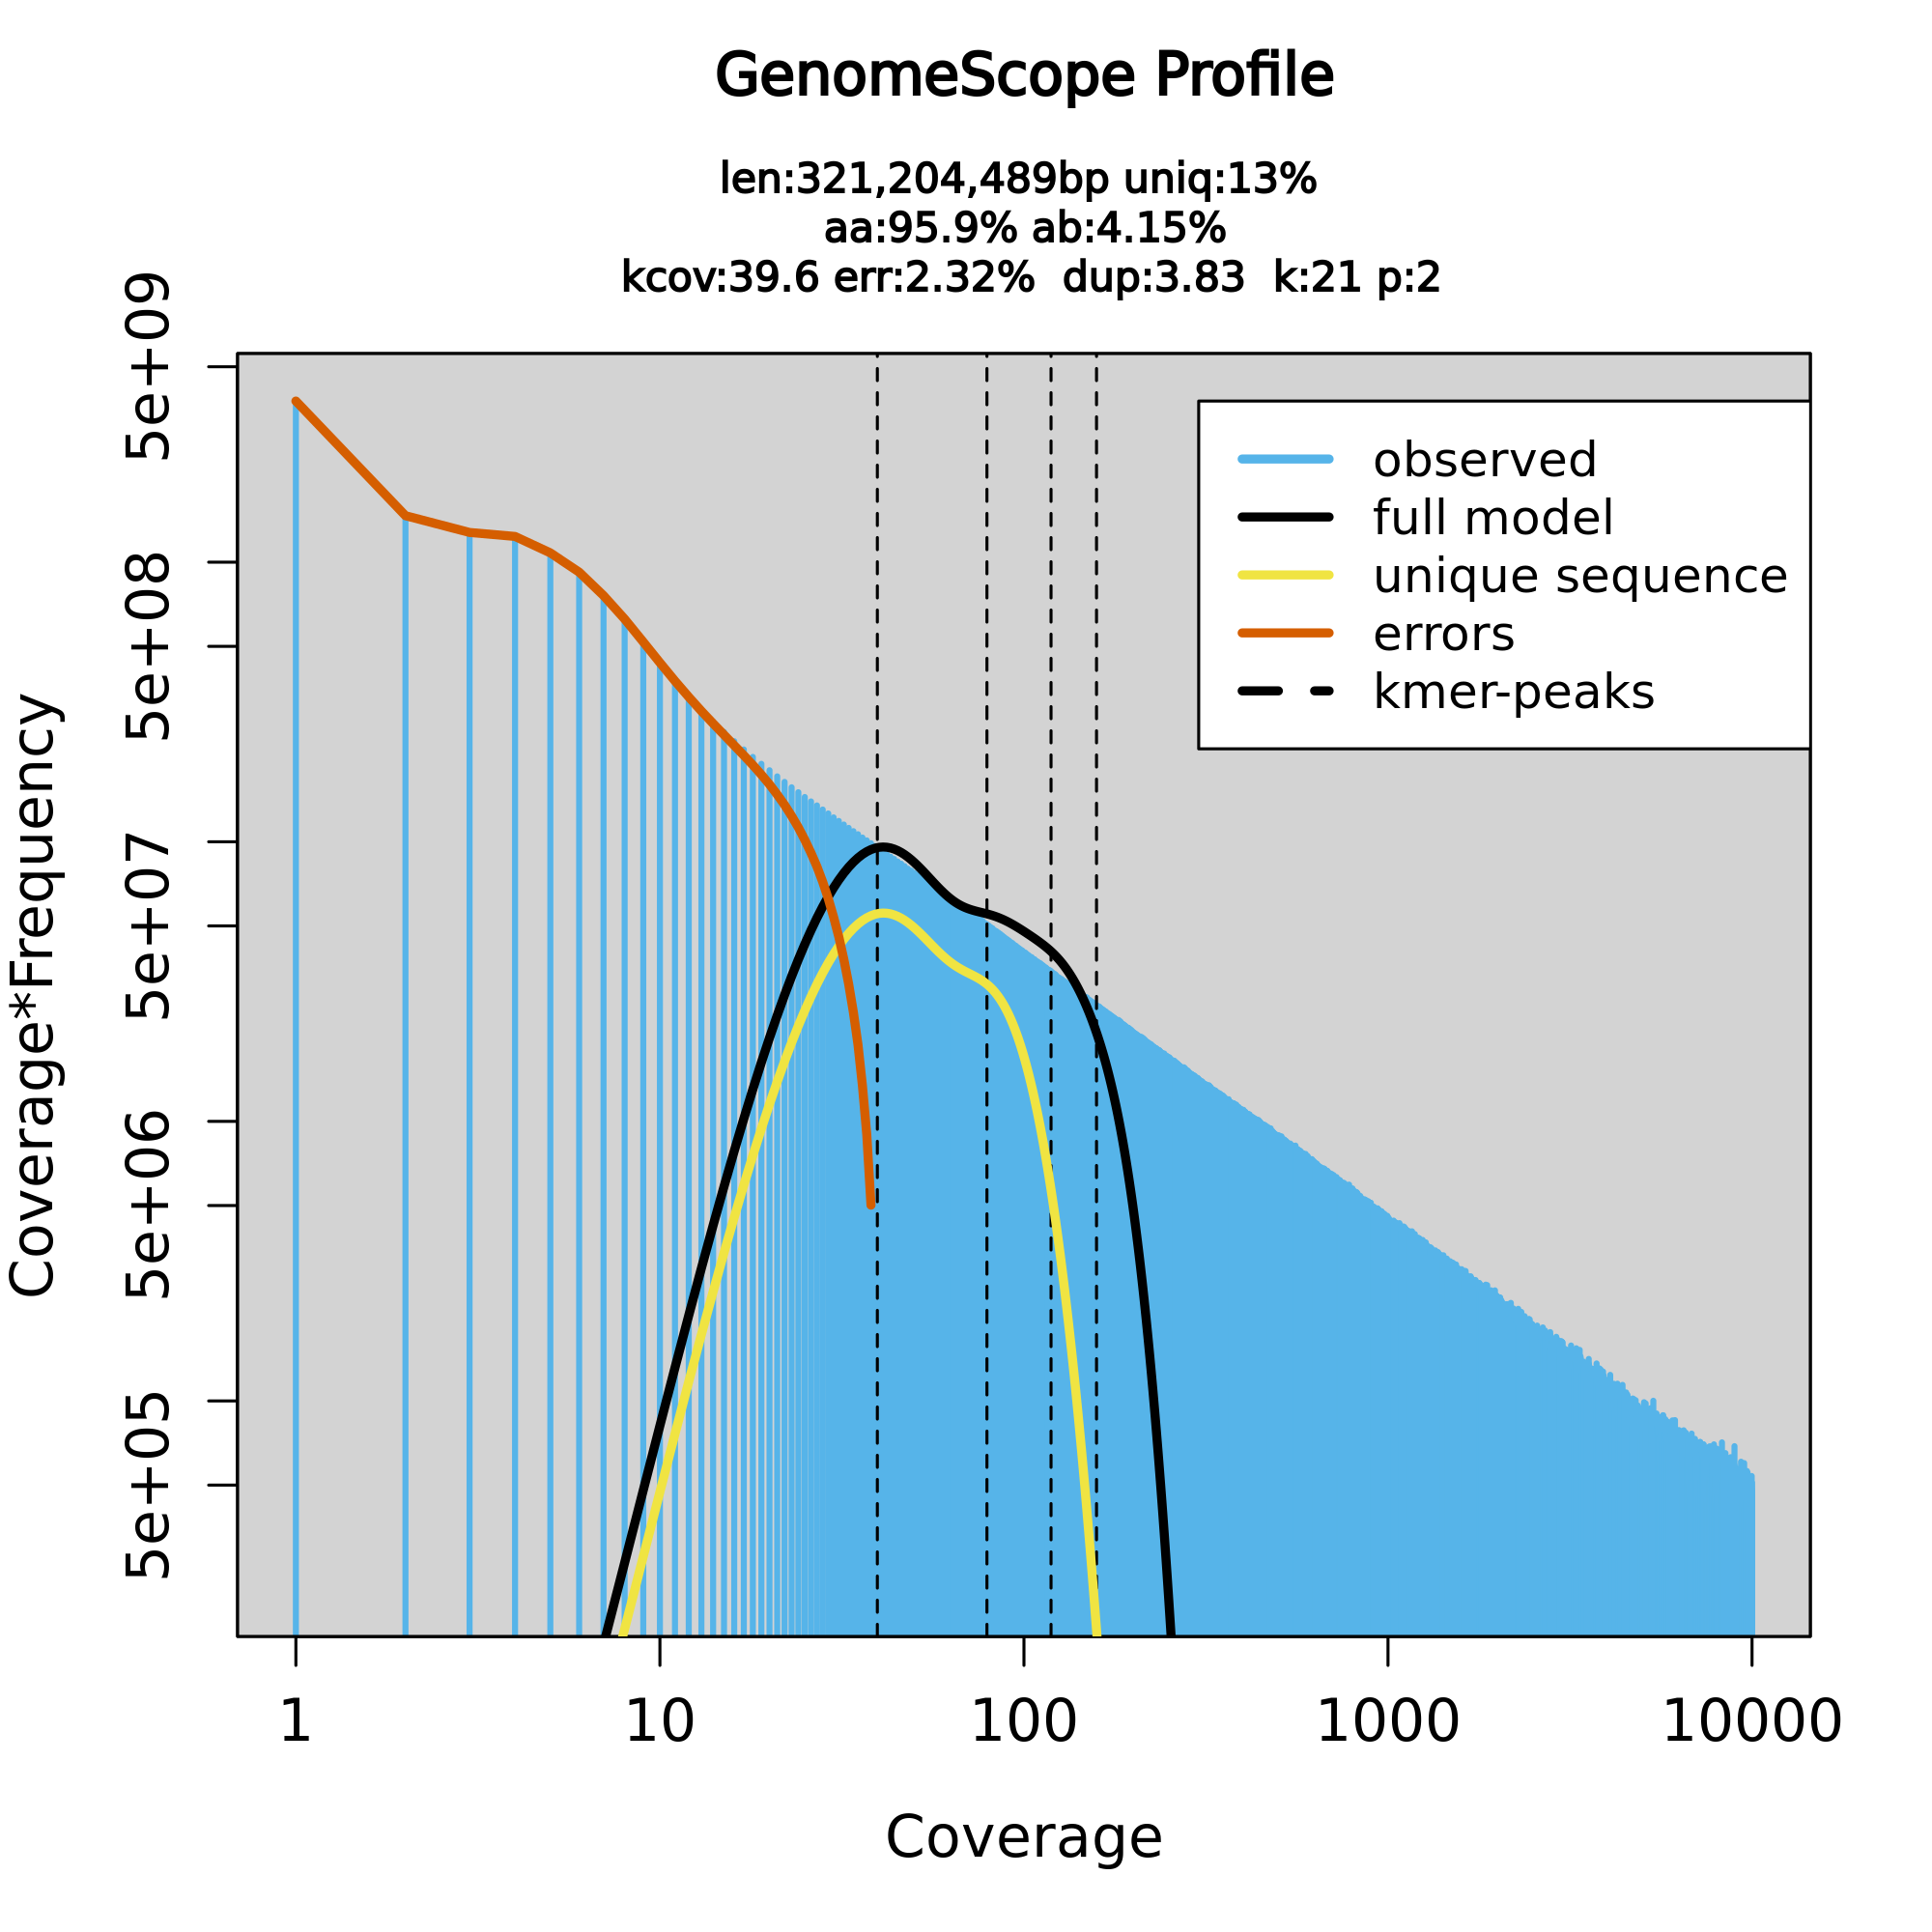 GenomeScope Profile
len:321,204,489bp uniq:13%
aa:95.9% ab:4.15%
kcov:39.6 err:2.32% dup:3.83 k:21 p:2
observed
full model
unique sequence
errors
kmer-peaks
Coverage*Frequency
5e+09
5e+08
5e+07
5e+06
5e+05
1 10 100 1000 10000
Coverage